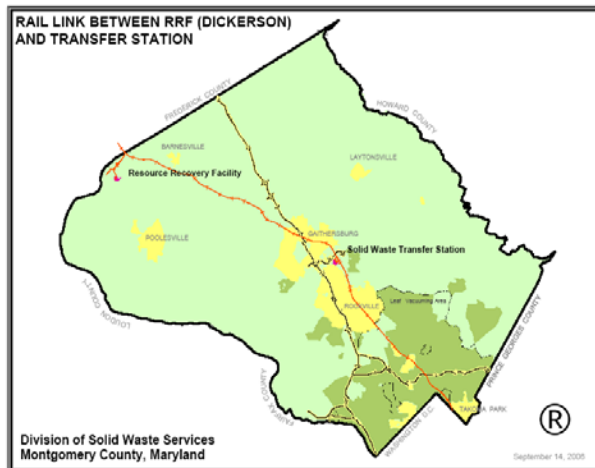 RAIL LINK BETWEEN RRF (DICKERSON)
AND TRANSFER STATION
FREDERICK COUNTY
HOWARD COUNTY
BARNESVILLE
LAYTONSVILLE
Resource Recovery Facility
POOLESVILLE
GAITHERSBURG
Solid Waste Transfer Station
ROCKVILLE
Leaf Vacuuming Area
LOUDON COUNTY
PRINCE GEORGES COUNTY
FAIRFAX COUNTY
TAKOMA PARK
WASHINGTON D.C.
®
Division of Solid Waste Services
Montgomery County, Maryland
September 14, 2006